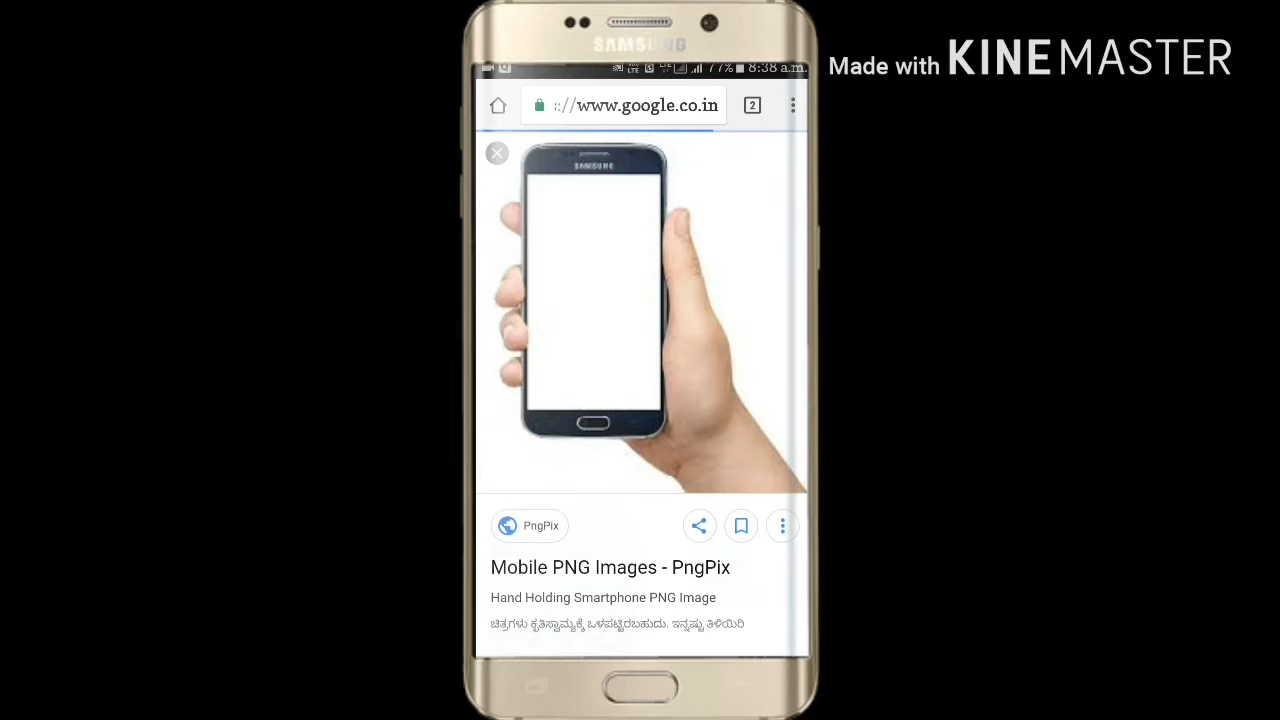 SAMSUNG
Made with KINEMASTER
77% 8:38 a.m.
://www.google.co.in
2
SAMSUNG
PngPix
Mobile PNG Images - PngPix
Hand Holding Smartphone PNG Image
ಚಿತ್ರಗಳು ಕೃತಿಸ್ವಾಮ್ಯಕ್ಕೆ ಒಳಪಟ್ಟಿರಬಹುದು. ಇನ್ನಷ್ಟು ತಿಳಿಯಿರಿ